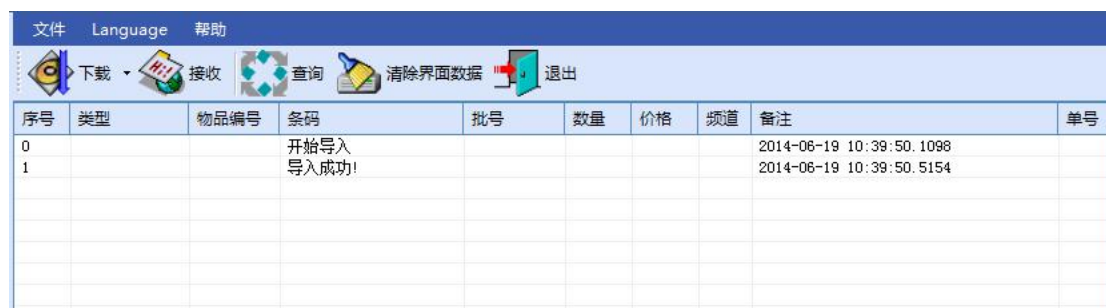 文件 Language 帮助
下载 Hi! 接收 查询 清除界面数据 退出
序号 类型 物品编号 条码 批号 数量 价格 频道 备注 单号
0 开始导入 2014-06-19 10:39:50.1098
1 导入成功! 2014-06-19 10:39:50.5154